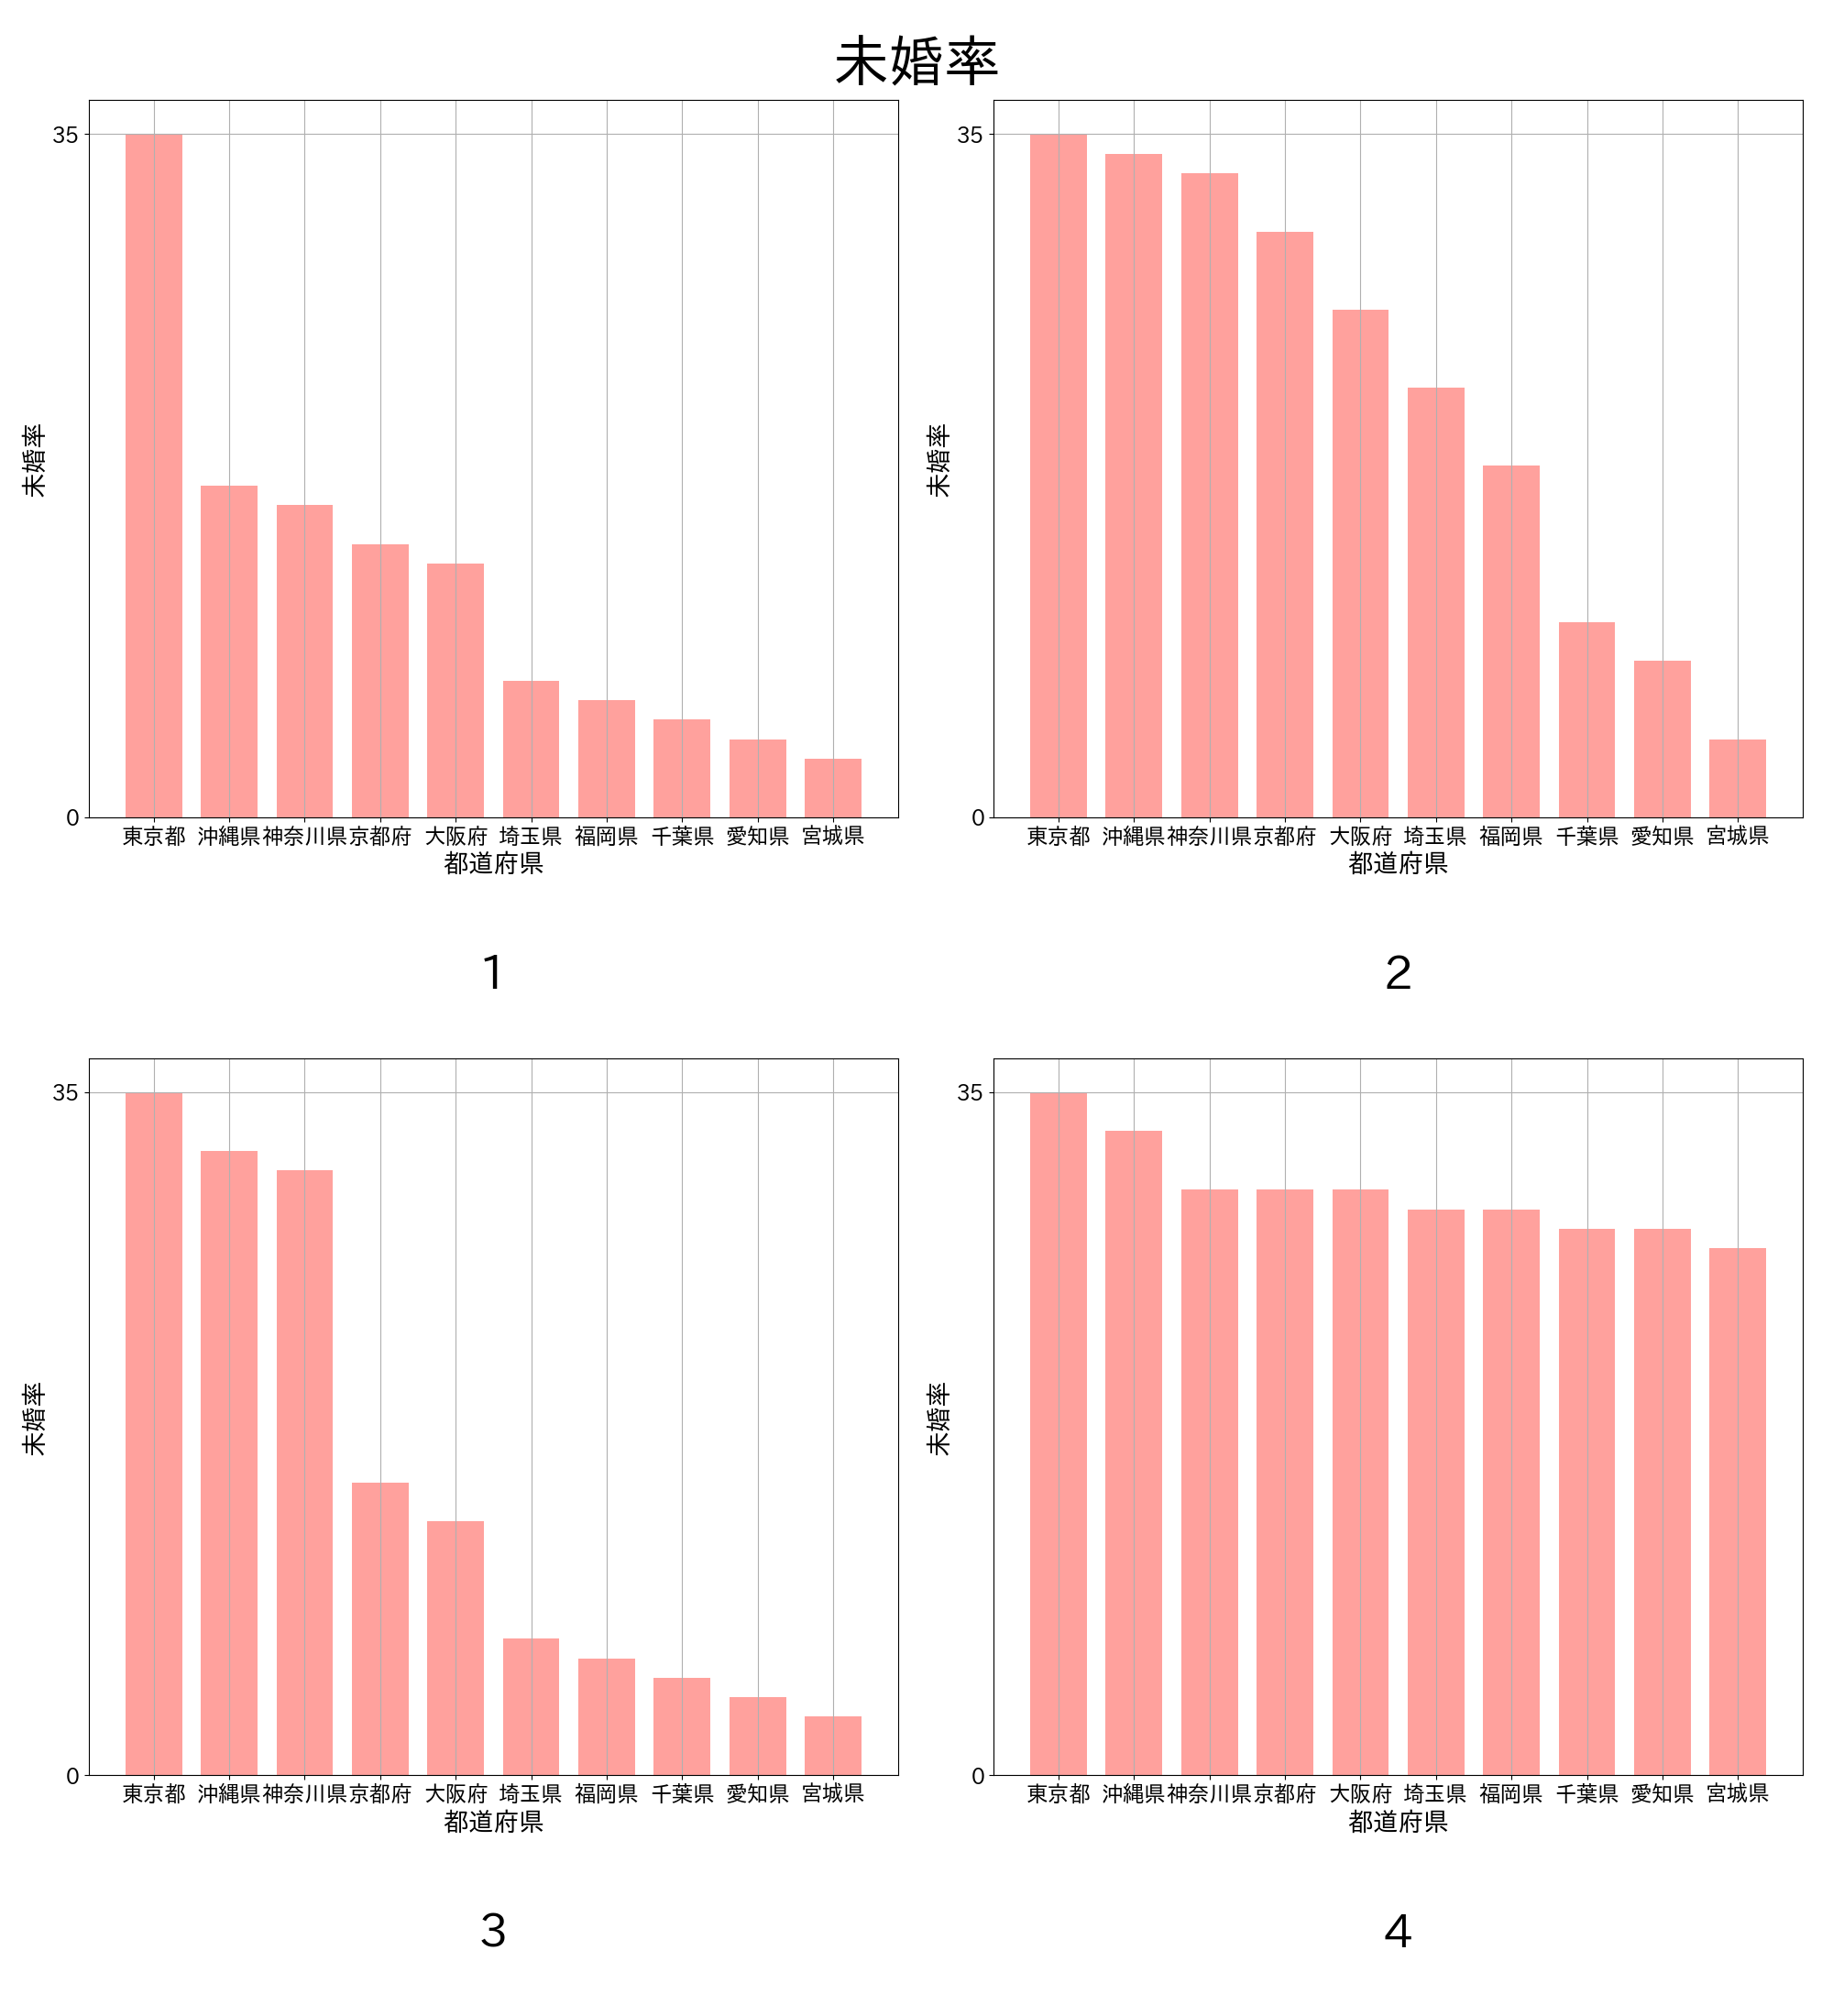 未婚率
35
0
未婚率
東京都 沖縄県 神奈川県 京都府 大阪府 埼玉県 福岡県 千葉県 愛知県 宮城県
都道府県
1
35
0
未婚率
東京都 沖縄県 神奈川県 京都府 大阪府 埼玉県 福岡県 千葉県 愛知県 宮城県
都道府県
2
35
0
未婚率
東京都 沖縄県 神奈川県 京都府 大阪府 埼玉県 福岡県 千葉県 愛知県 宮城県
都道府県
3
35
0
未婚率
東京都 沖縄県 神奈川県 京都府 大阪府 埼玉県 福岡県 千葉県 愛知県 宮城県
都道府県
4